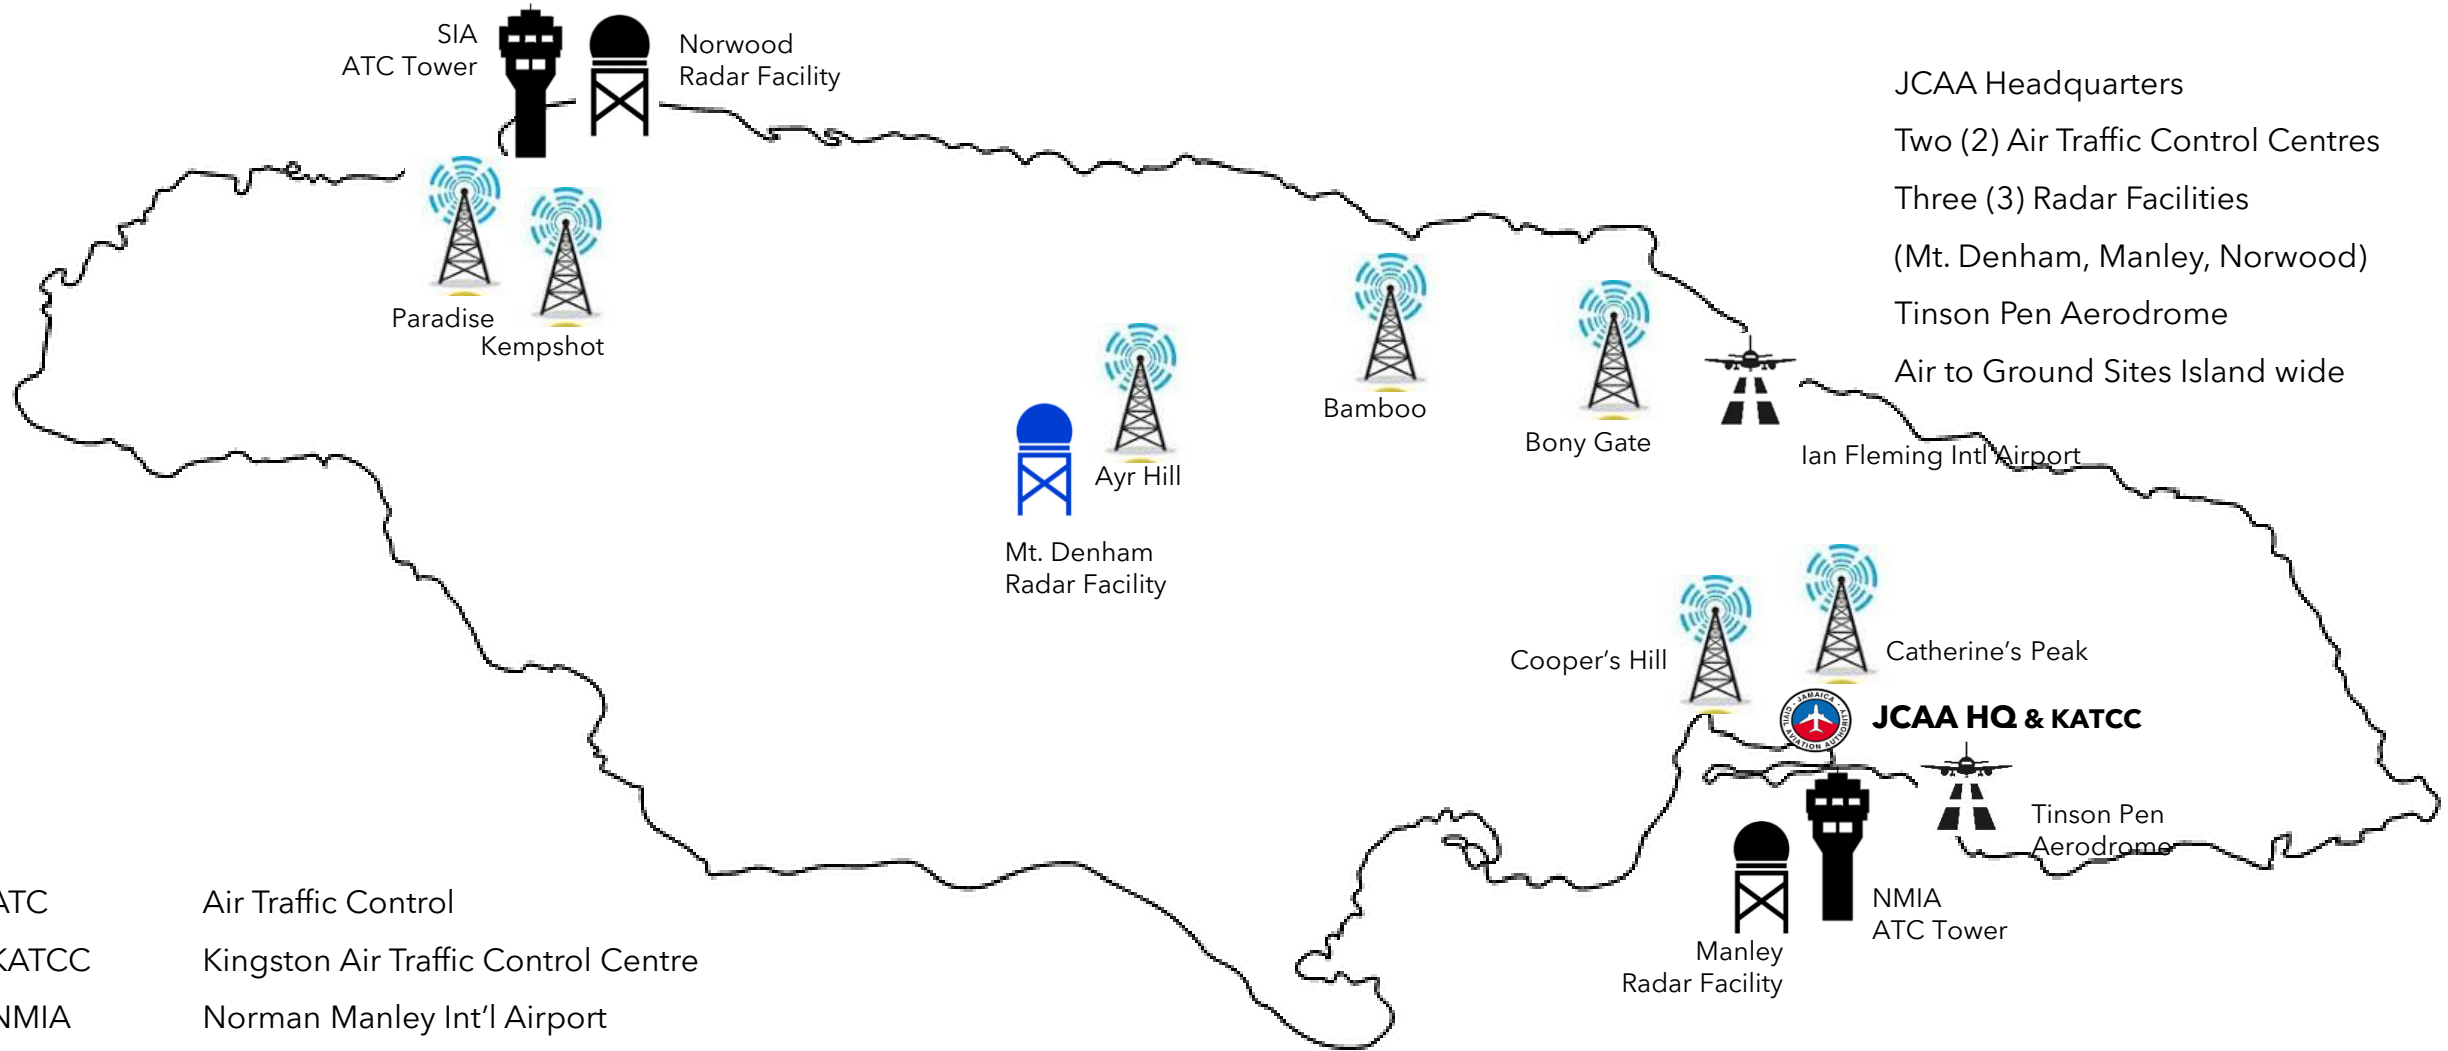 SIA
ATC Tower
Norwood
Radar Facility
JCAA Headquarters
Two (2) Air Traffic Control Centres
Three (3) Radar Facilities
(Mt. Denham, Manley, Norwood)
Tinson Pen Aerodrome
Air to Ground Sites Island wide
Paradise
Kempshot
Bamboo
Bony Gate
Ian Fleming Intl Airport
Ayr Hill
Mt. Denham
Radar Facility
Cooper’s Hill
Catherine’s Peak
JAMAICA
CIVIL AVIATION AUTHORITY
JCAA HQ & KATCC
Tinson Pen
Aerodrome
NMIA
ATC Tower
Manley
Radar Facility
ATC Air Traffic Control
KATCC Kingston Air Traffic Control Centre
NMIA Norman Manley Int’l Airport